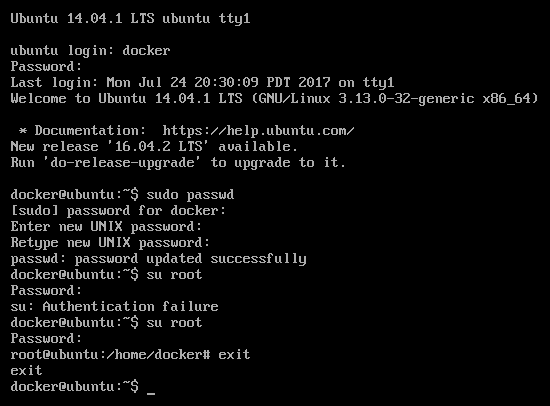 Ubuntu 14.04.1 LTS ubuntu tty1
ubuntu login: docker
Password:
Last login: Mon Jul 24 20:30:09 PDT 2017 on tty1
Welcome to Ubuntu 14.04.1 LTS (GNU/Linux 3.13.0-32-generic x86_64)
* Documentation:  https://help.ubuntu.com/
New release '16.04.2 LTS' available.
Run 'do-release-upgrade' to upgrade to it.
docker@ubuntu:~$ sudo passwd
[sudo] password for docker:
Enter new UNIX password:
Retype new UNIX password:
passwd: password updated successfully
docker@ubuntu:~$ su root
Password:
su: Authentication failure
docker@ubuntu:~$ su root
Password:
root@ubuntu:/home/docker# exit
exit
docker@ubuntu:~$ _